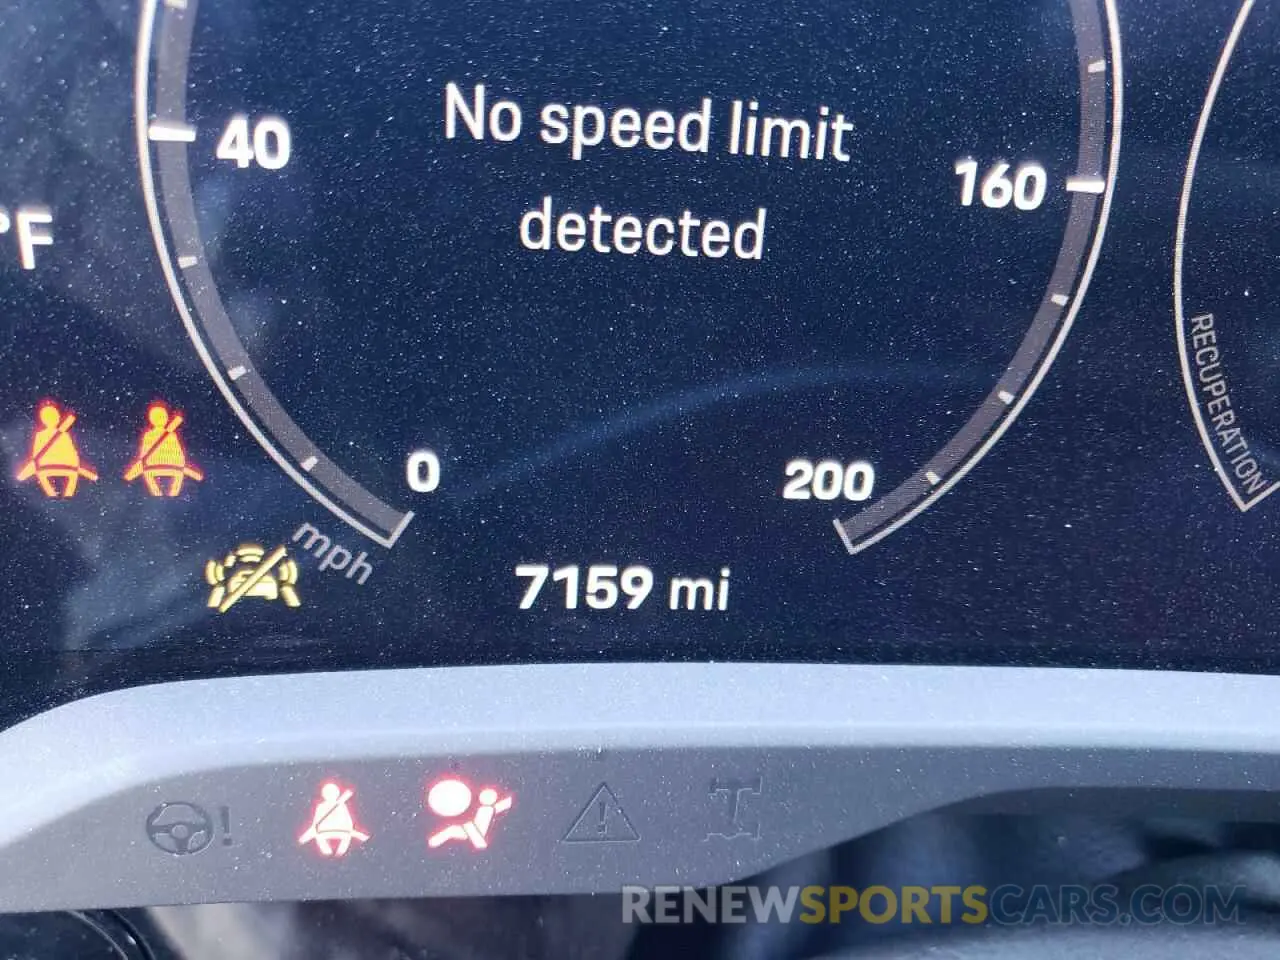 No speed limit
detected
40
160
°F
RECUPERATION
0
200
mph
7159 mi
RENEWSPORTSCARS.COM